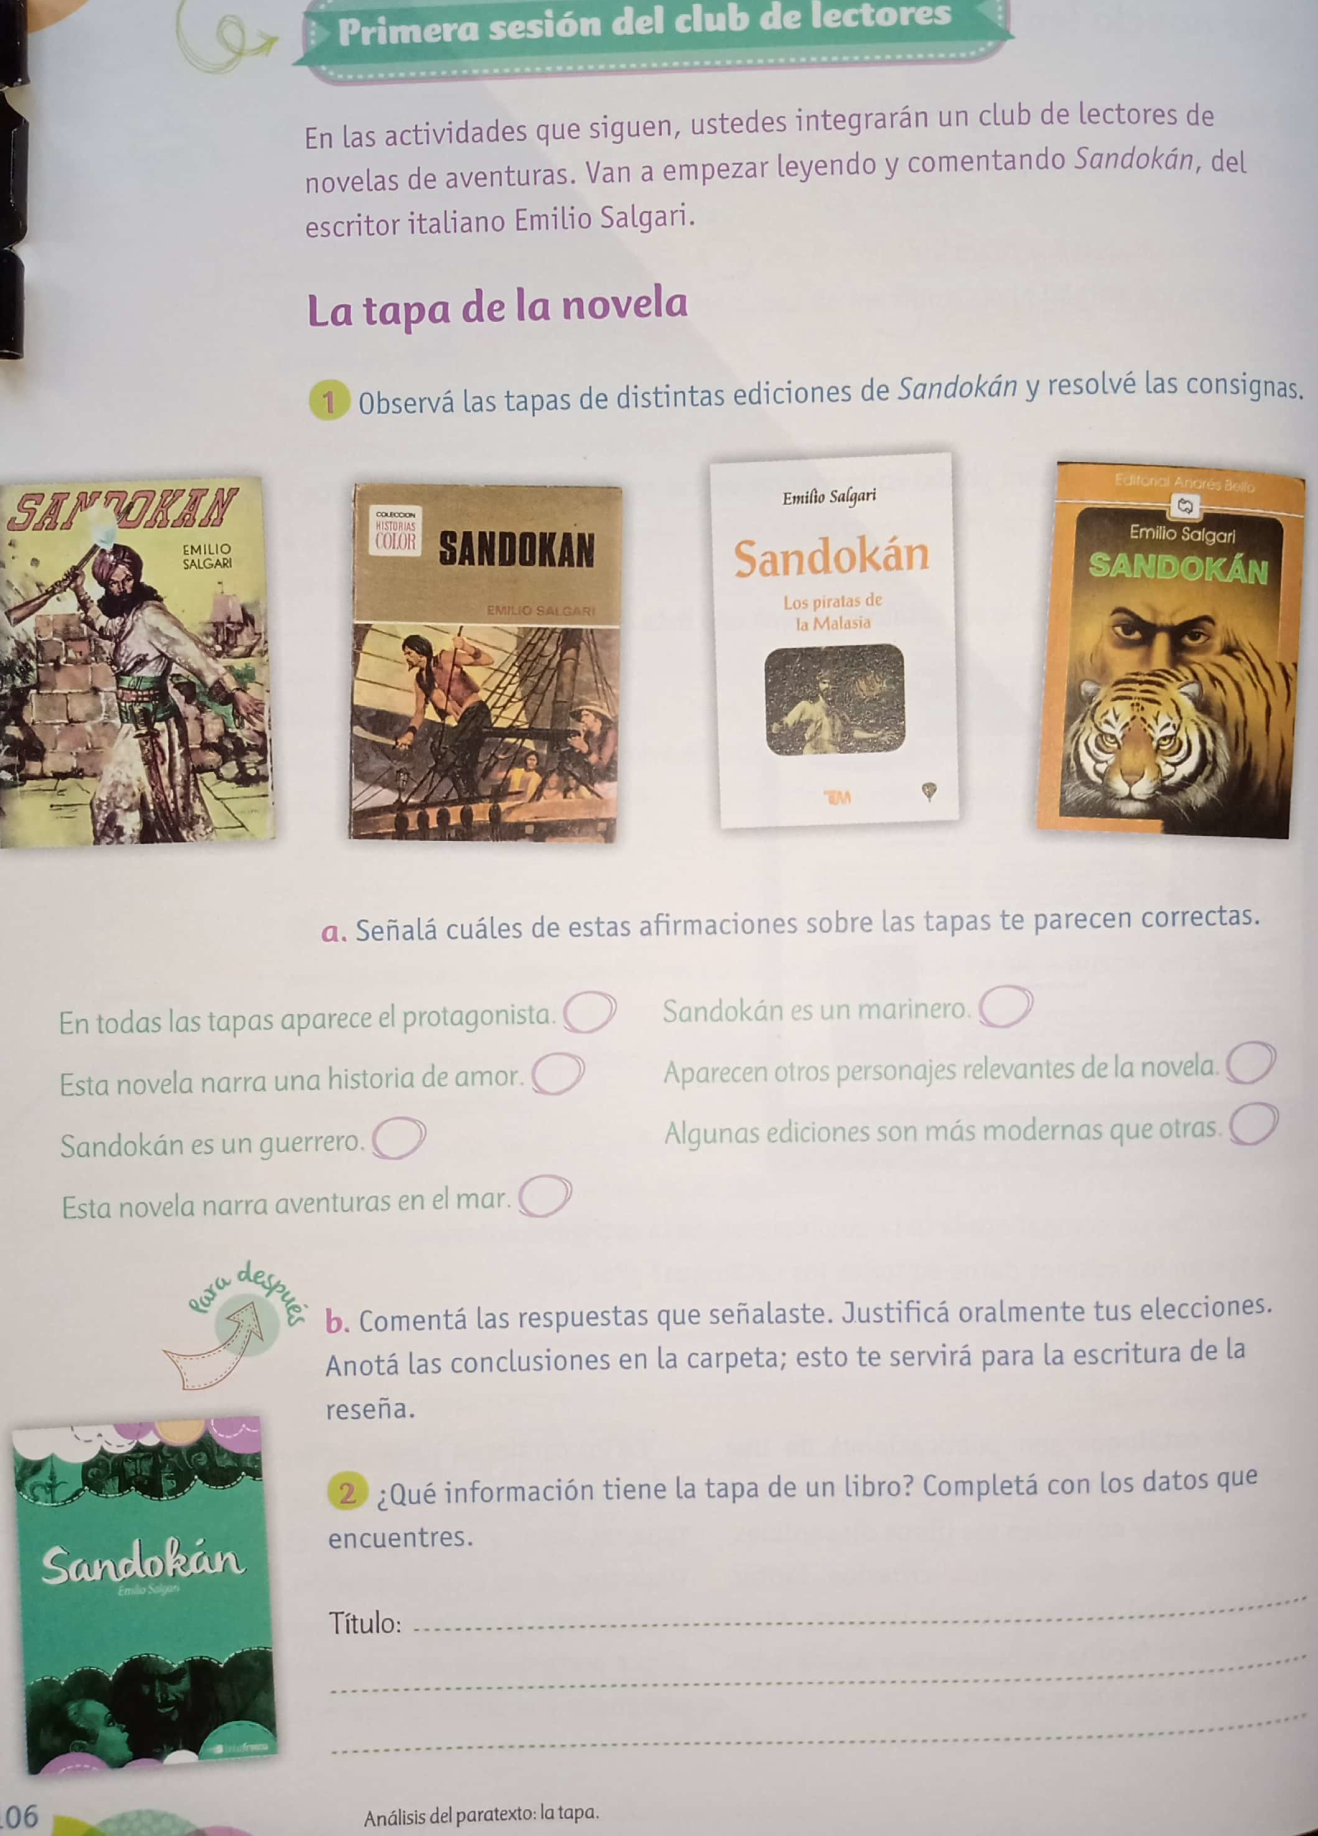 Primera sesión del club de lectores
En las actividades que siguen, ustedes integrarán un club de lectores de
novelas de aventuras. Van a empezar leyendo y comentando Sandokán, del
escritor italiano Emilio Salgari.
La tapa de la novela
1 Observá las tapas de distintas ediciones de Sandokán y resolvé las consignas.
SANDOKAN
EMILIO
SALGARI
COLECCION
HISTORIAS
COLOR
SANDOKAN
EMILIO SALGARI
Emilio Salgari
Sandokán
Los piratas de
la Malasia
Editorial Andrés Bello
Emilio Salgari
SANDOKÁN
a. Señalá cuáles de estas afirmaciones sobre las tapas te parecen correctas.
En todas las tapas aparece el protagonista.
Esta novela narra una historia de amor.
Sandokán es un guerrero.
Esta novela narra aventuras en el mar.
Sandokán es un marinero.
Aparecen otros personajes relevantes de la novela.
Algunas ediciones son más modernas que otras.
Para después
b. Comentá las respuestas que señalaste. Justificá oralmente tus elecciones.
Anotá las conclusiones en la carpeta; esto te servirá para la escritura de la
reseña.
Sandokán
Emilio Salgari
2 ¿Qué información tiene la tapa de un libro? Completá con los datos que
encuentres.
Título:
106
Análisis del paratexto: la tapa.